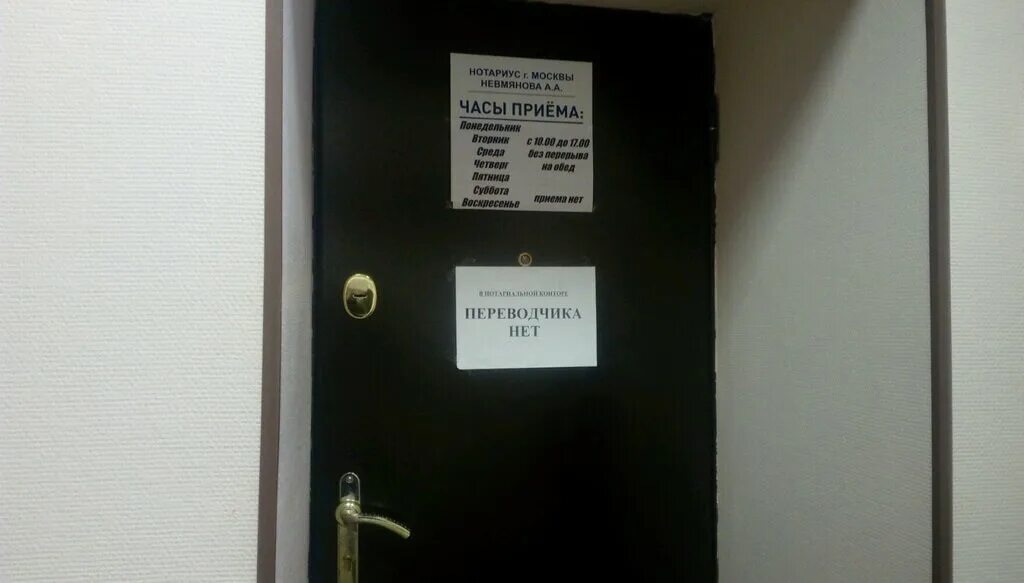 НОТАРИУС г. МОСКВЫ
НЕВМЯНОВА А.А.
ЧАСЫ ПРИЁМА:
Понедельник
Вторник с 10.00 до 17.00
Среда без перерыва
Четверг на обед
Пятница
Суббота
Воскресенье приема нет
В НОТАРИАЛЬНОЙ КОНТОРЕ
ПЕРЕВОДЧИКА
НЕТ